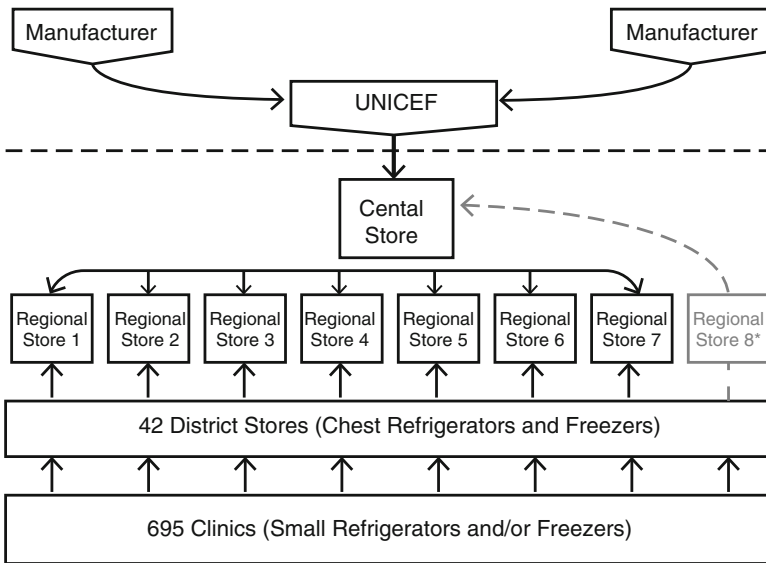 Manufacturer
Manufacturer
UNICEF
Cental
Store
Regional
Store 1
Regional
Store 2
Regional
Store 3
Regional
Store 4
Regional
Store 5
Regional
Store 6
Regional
Store 7
Regional
Store 8*
42 District Stores (Chest Refrigerators and Freezers)
695 Clinics (Small Refrigerators and/or Freezers)